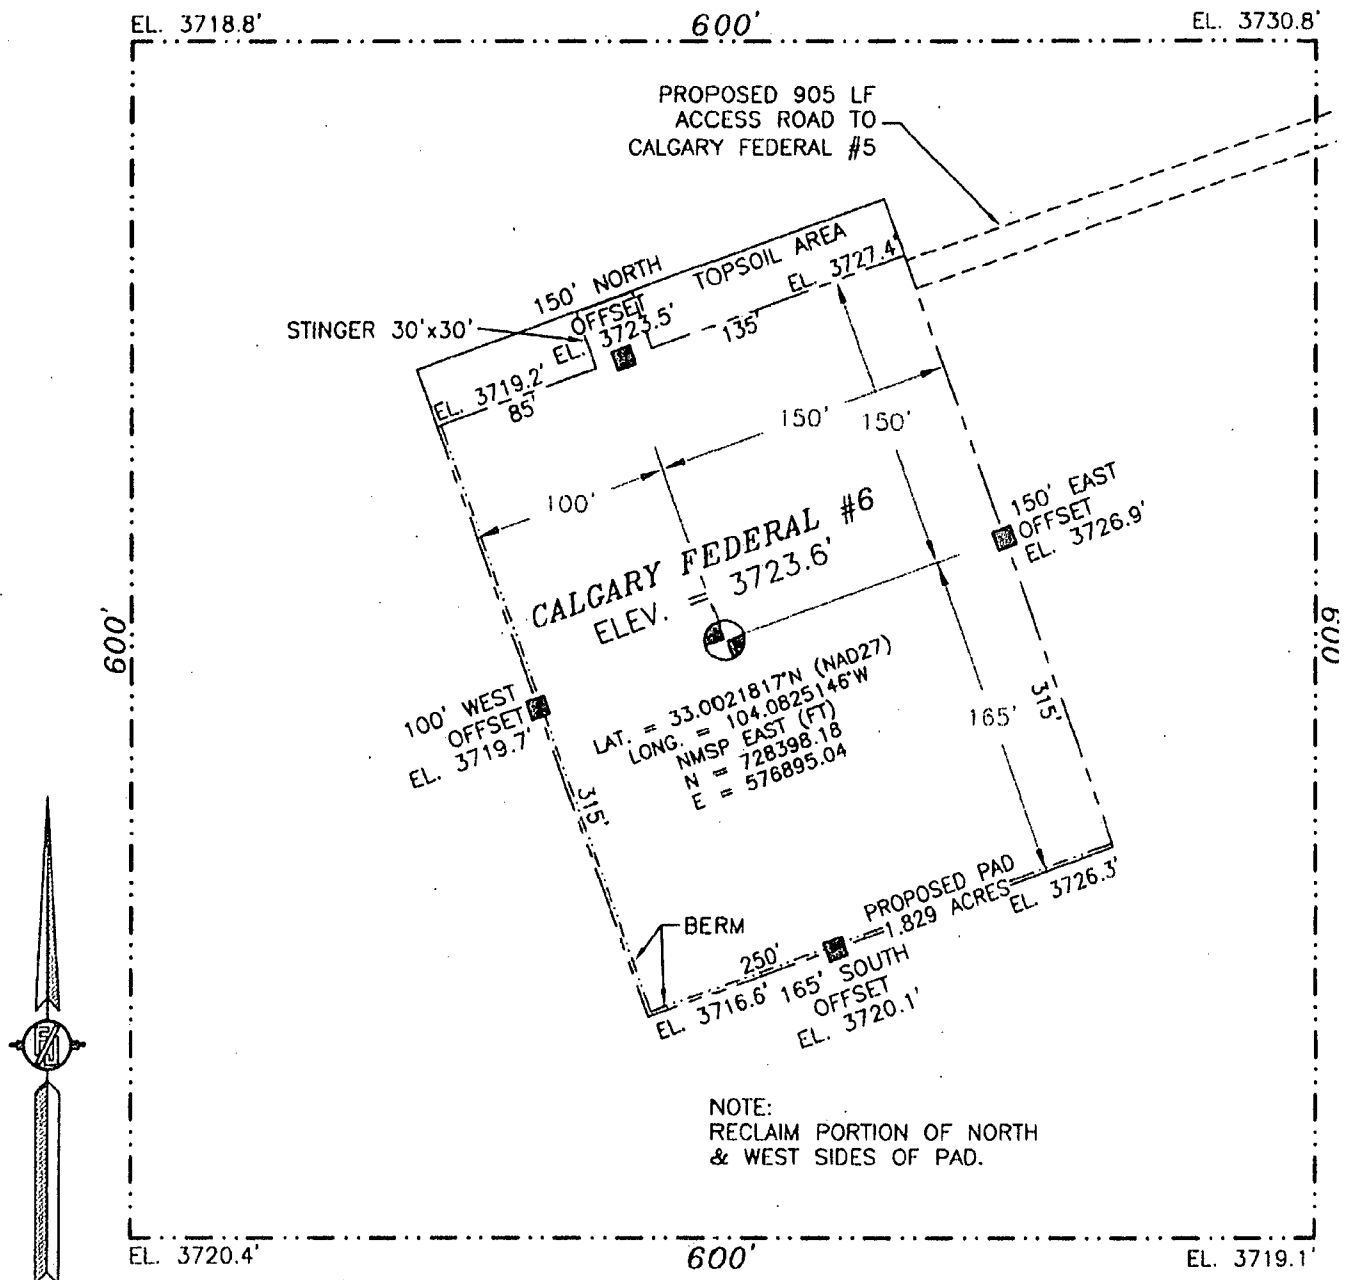 EL. 3718.8'
600'
EL. 3730.8'
PROPOSED 905 LF
ACCESS ROAD TO
CALGARY FEDERAL #5
TOPSOIL AREA
EL. 3727.4'
150' NORTH
OFFSET
EL. 3723.5'
STINGER 30'x30'
135'
EL. 3719.2'
85'
150'
150'
100'
150' EAST
OFFSET
EL. 3726.9'
CALGARY FEDERAL #6
ELEV. = 3723.6'
600'
600'
LAT. = 33.0021817°N (NAD27)
LONG. = 104.0825146°W
NMSP EAST (FT)
N = 728398.18
E = 576895.04
100' WEST
OFFSET
EL. 3719.7'
165'
315'
315'
PROPOSED PAD
1.829 ACRES
EL. 3726.3'
BERM
250'
EL. 3716.6'
165' SOUTH
OFFSET
EL. 3720.1'
NOTE:
RECLAIM PORTION OF NORTH
& WEST SIDES OF PAD.
EL. 3720.4'
600'
EL. 3719.1'